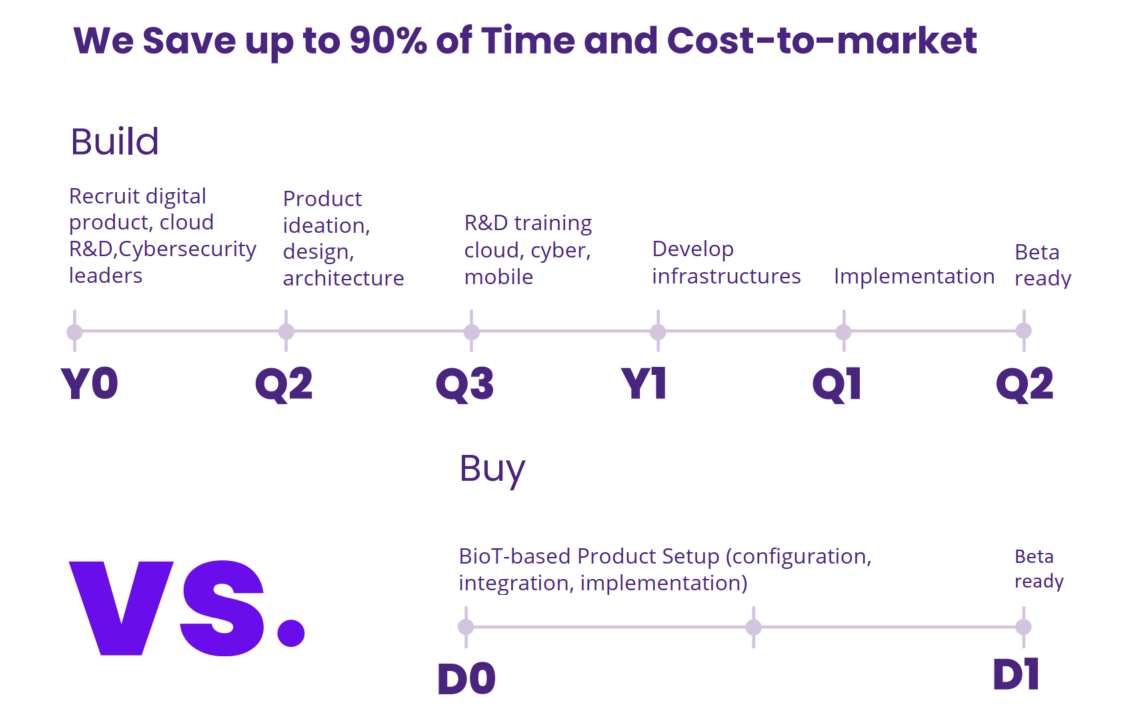 We Save up to 90% of Time and Cost-to-market
Build
Recruit digital
product, cloud
R&D,Cybersecurity
leaders
Product
ideation,
design,
architecture
R&D training
cloud, cyber,
mobile
Develop
infrastructures
Implementation
Beta
ready
Y0
Q2
Q3
Y1
Q1
Q2
Buy
vs.
BioT-based Product Setup (configuration,
integration, implementation)
Beta
ready
D0
D1